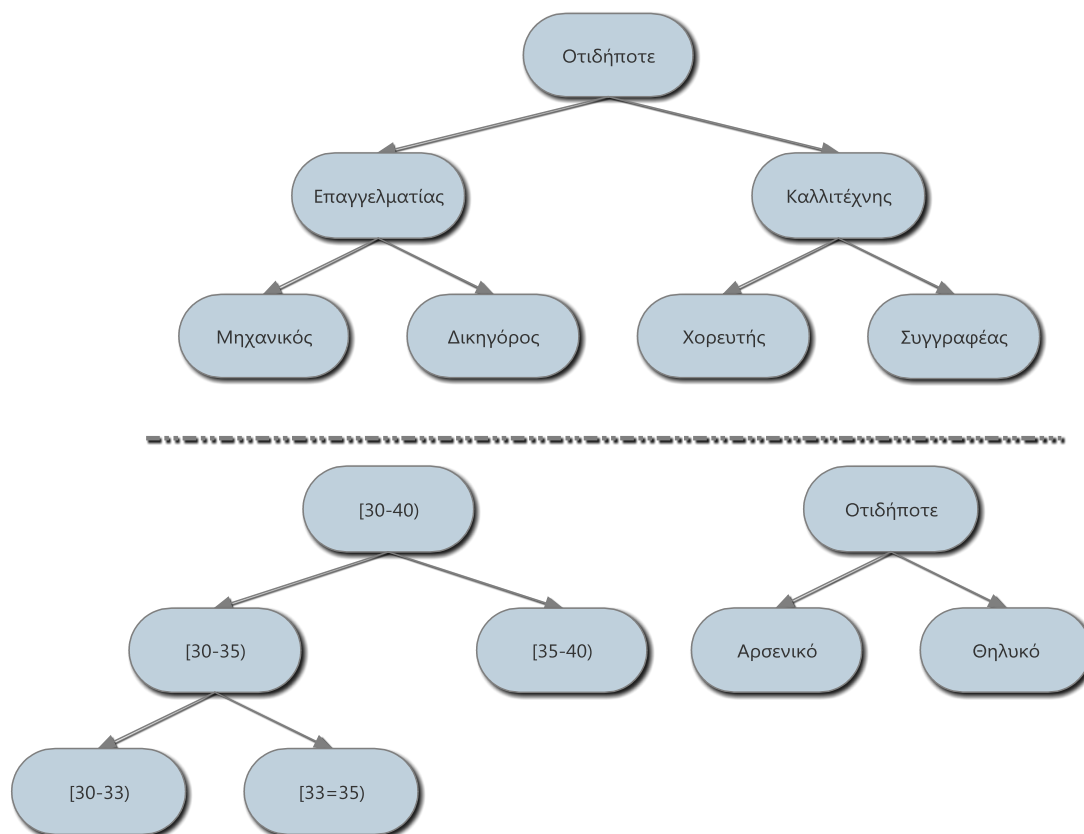 Οτιδήποτε
Επαγγελματίας
Καλλιτέχνης
Μηχανικός
Δικηγόρος
Χορευτής
Συγγραφέας
[30-40)
Οτιδήποτε
[30-35)
[35-40)
Αρσενικό
Θηλυκό
[30-33)
[33=35)